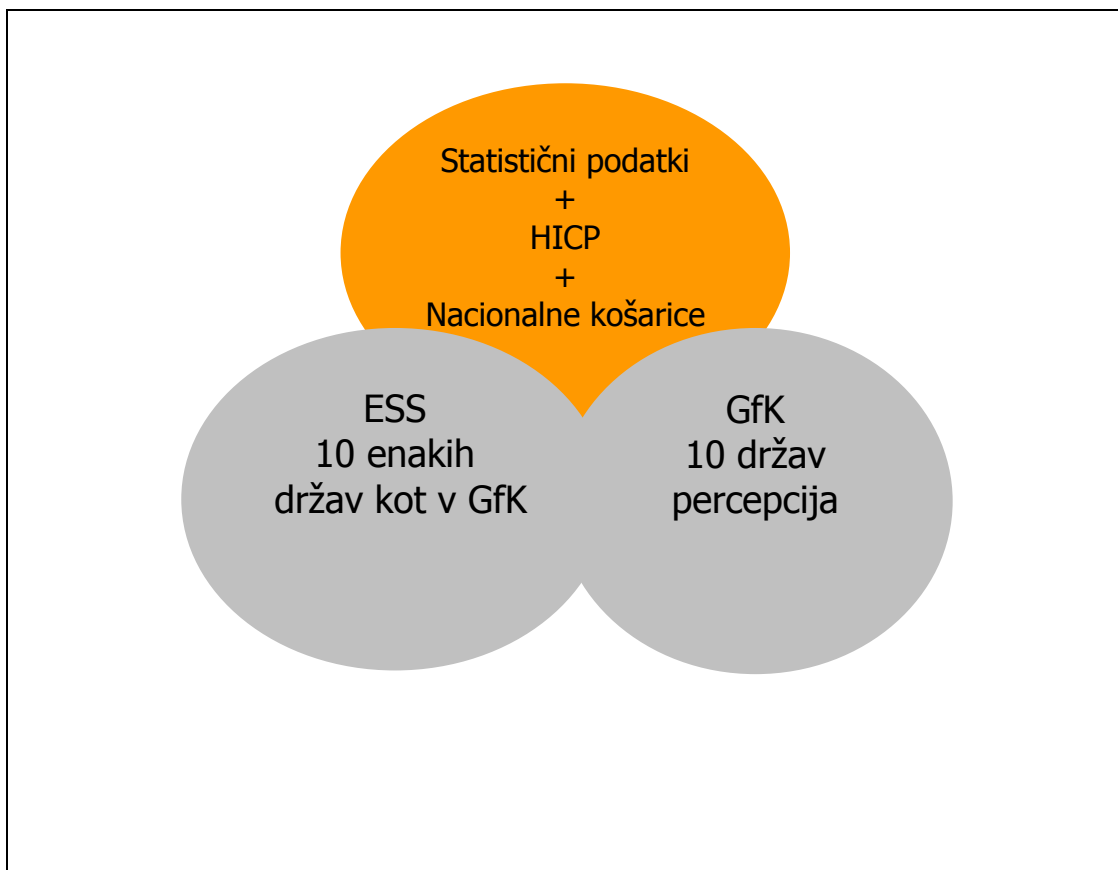 Statistični podatki
+
HICP
+
Nacionalne košarice
ESS
10 enakih
držav kot v GfK
GfK
10 držav
percepcija